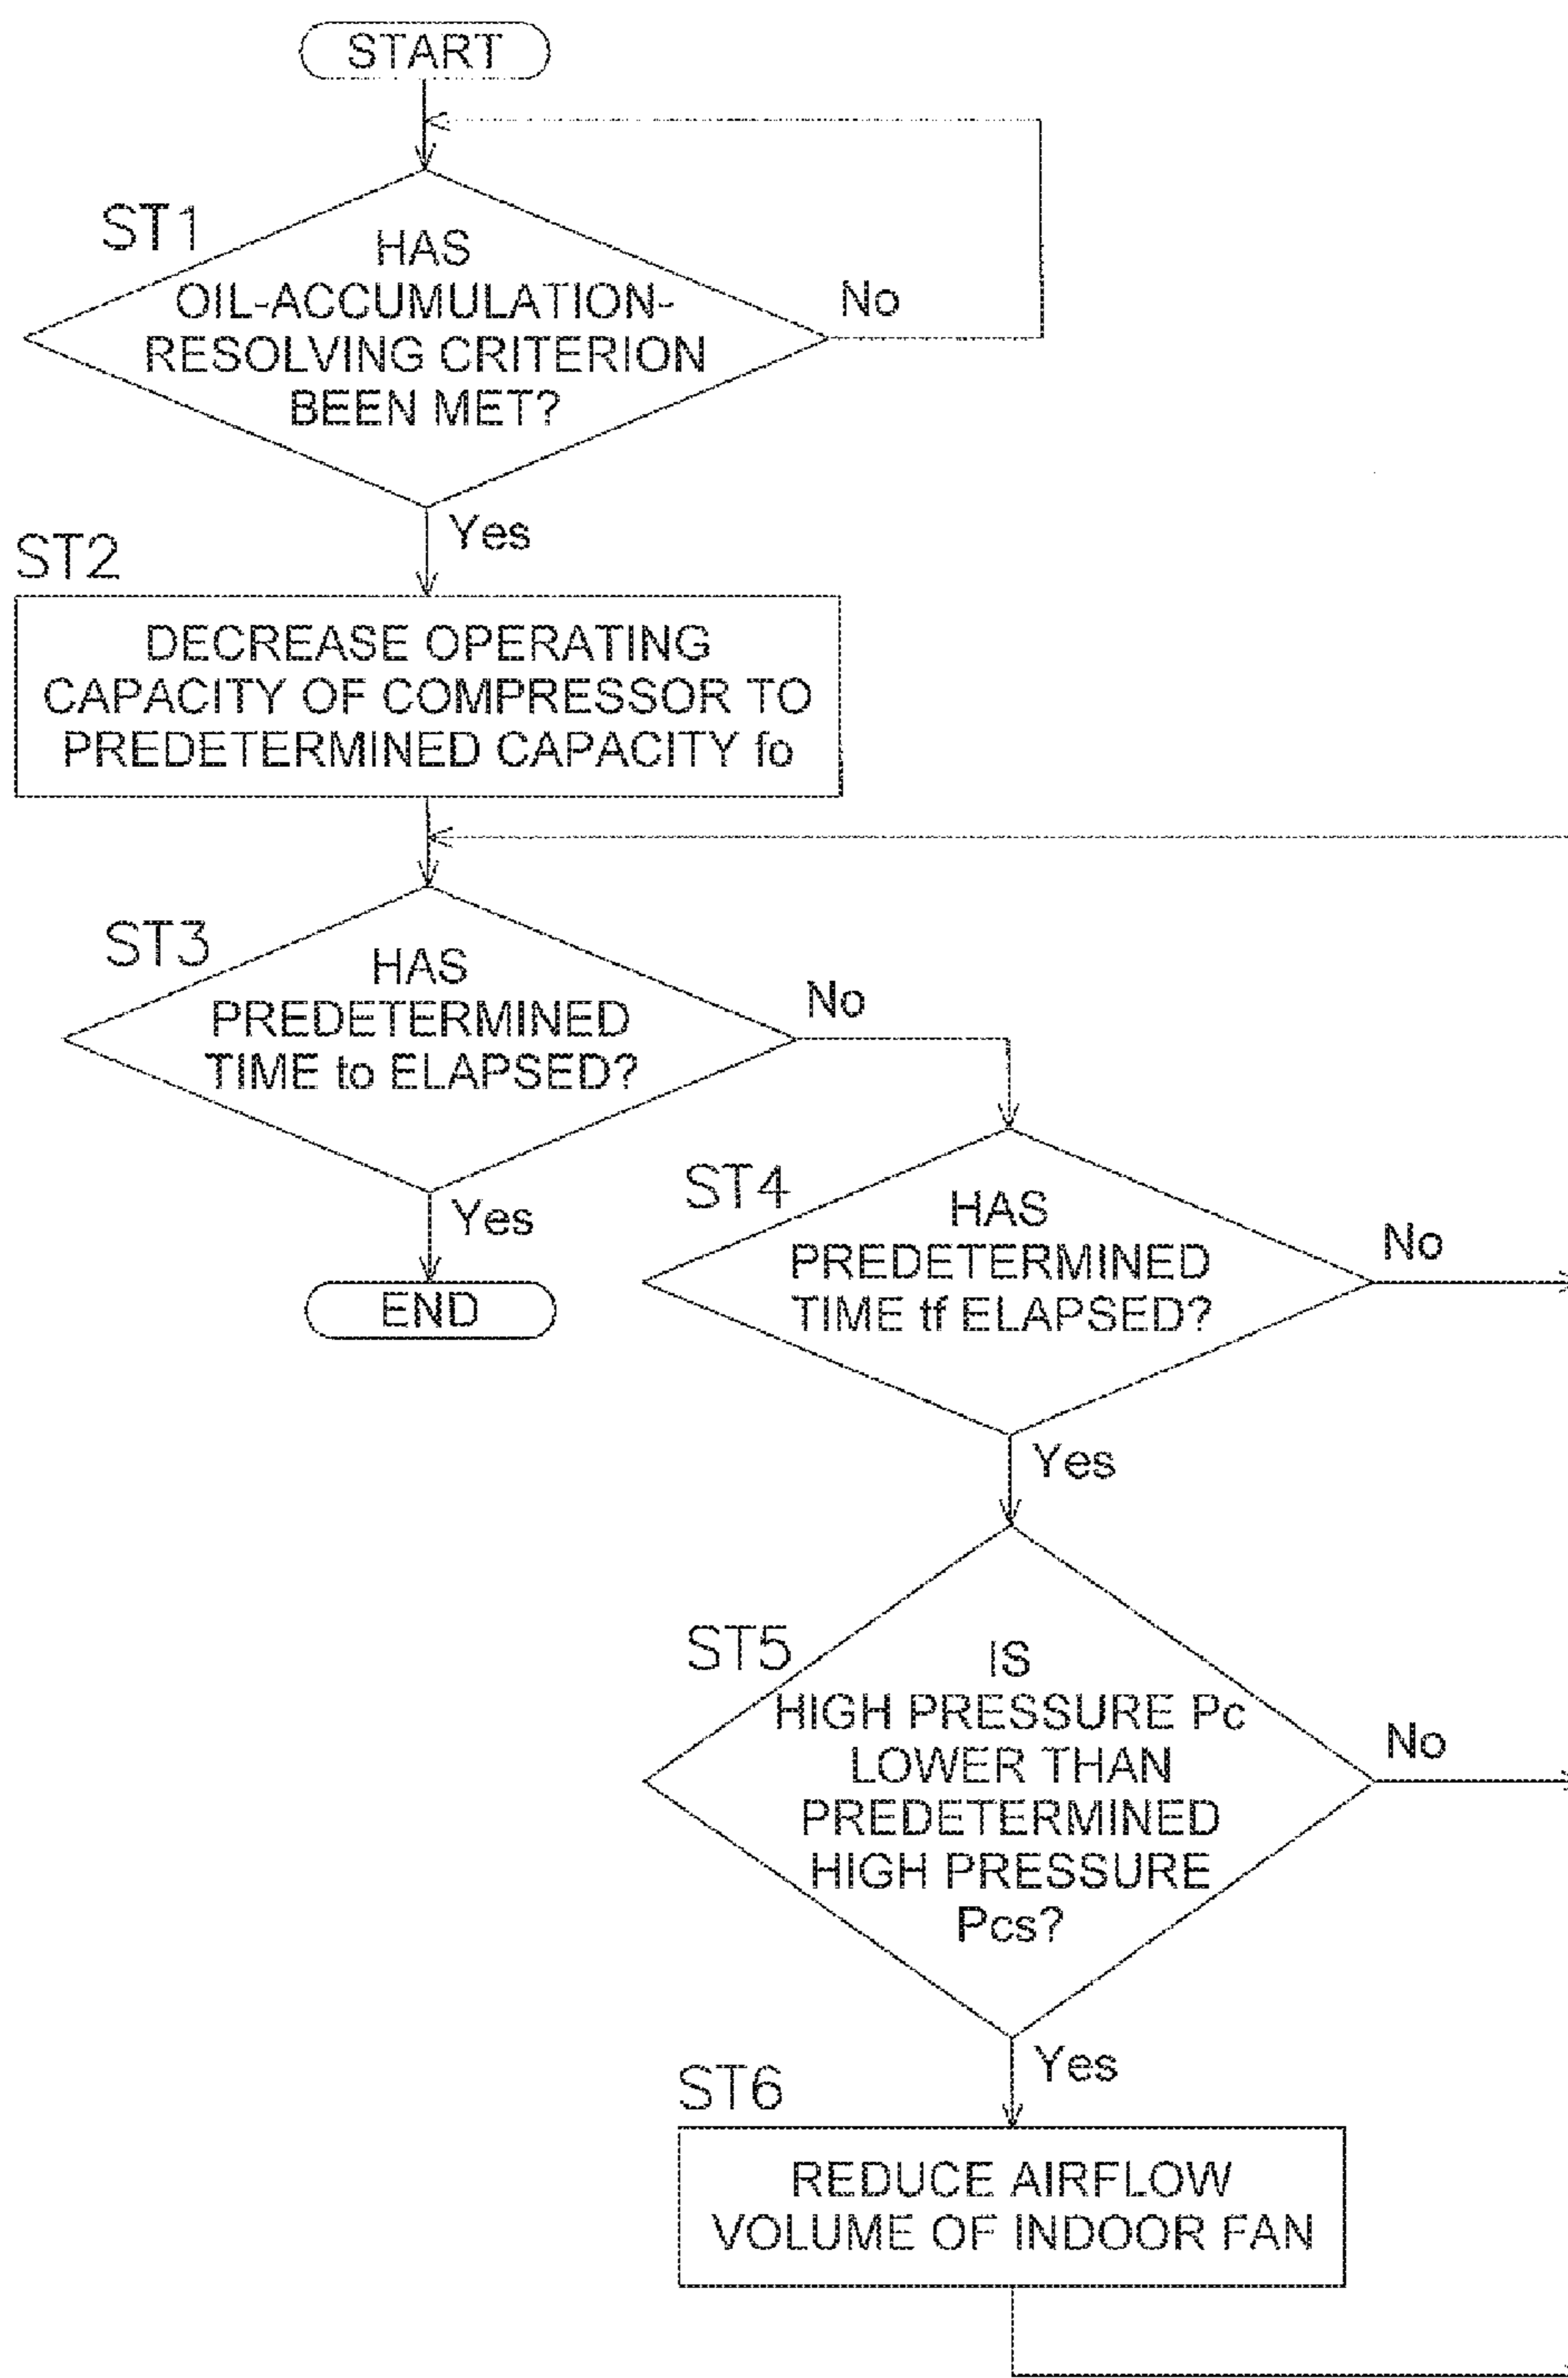 START
ST1
HAS
OIL-ACCUMULATION-
RESOLVING CRITERION
BEEN MET?
No
Yes
ST2
DECREASE OPERATING
CAPACITY OF COMPRESSOR TO
PREDETERMINED CAPACITY fo
ST3
HAS
PREDETERMINED
TIME to ELAPSED?
No
Yes
END
ST4
HAS
PREDETERMINED
TIME tf ELAPSED?
No
Yes
ST5
IS
HIGH PRESSURE Pc
LOWER THAN
PREDETERMINED
HIGH PRESSURE
Pcs?
No
Yes
ST6
REDUCE AIRFLOW
VOLUME OF INDOOR FAN